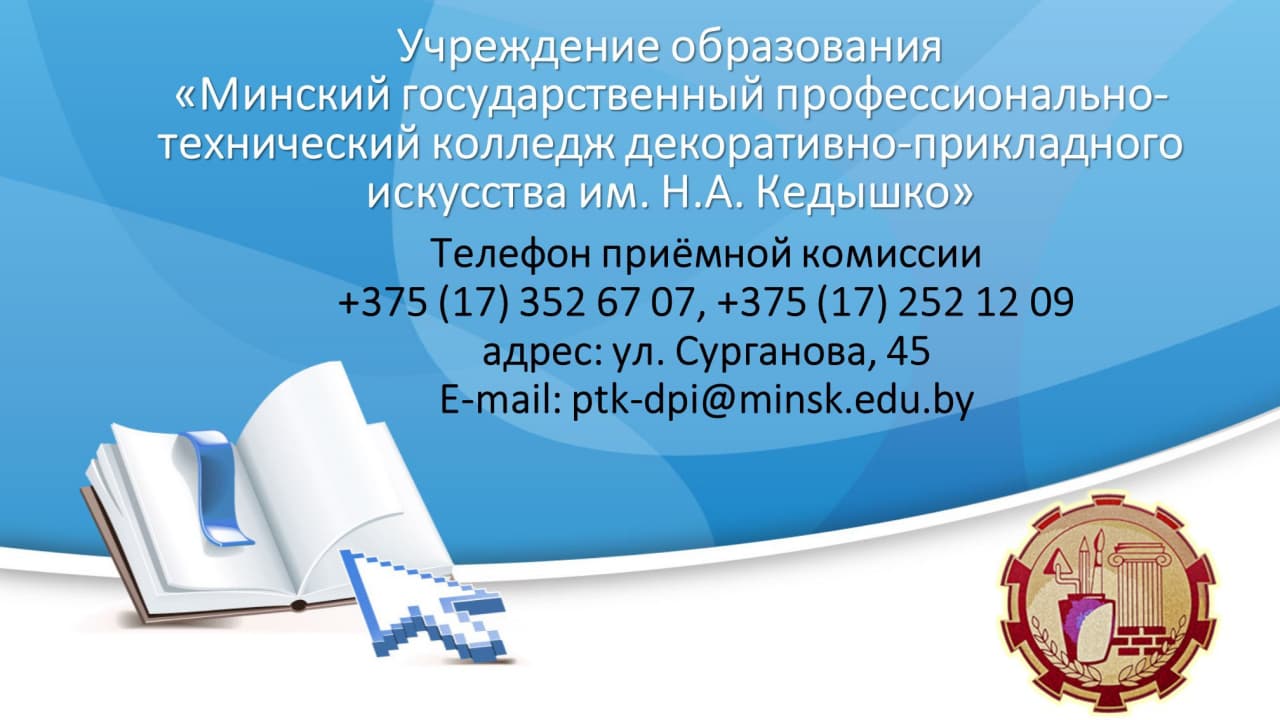 Учреждение образования
«Минский государственный профессионально-
технический колледж декоративно-прикладного
искусства им. Н.А. Кедышко»
Телефон приёмной комиссии
+375 (17) 352 67 07, +375 (17) 252 12 09
адрес: ул. Сурганова, 45
E-mail: ptk-dpi@minsk.edu.by